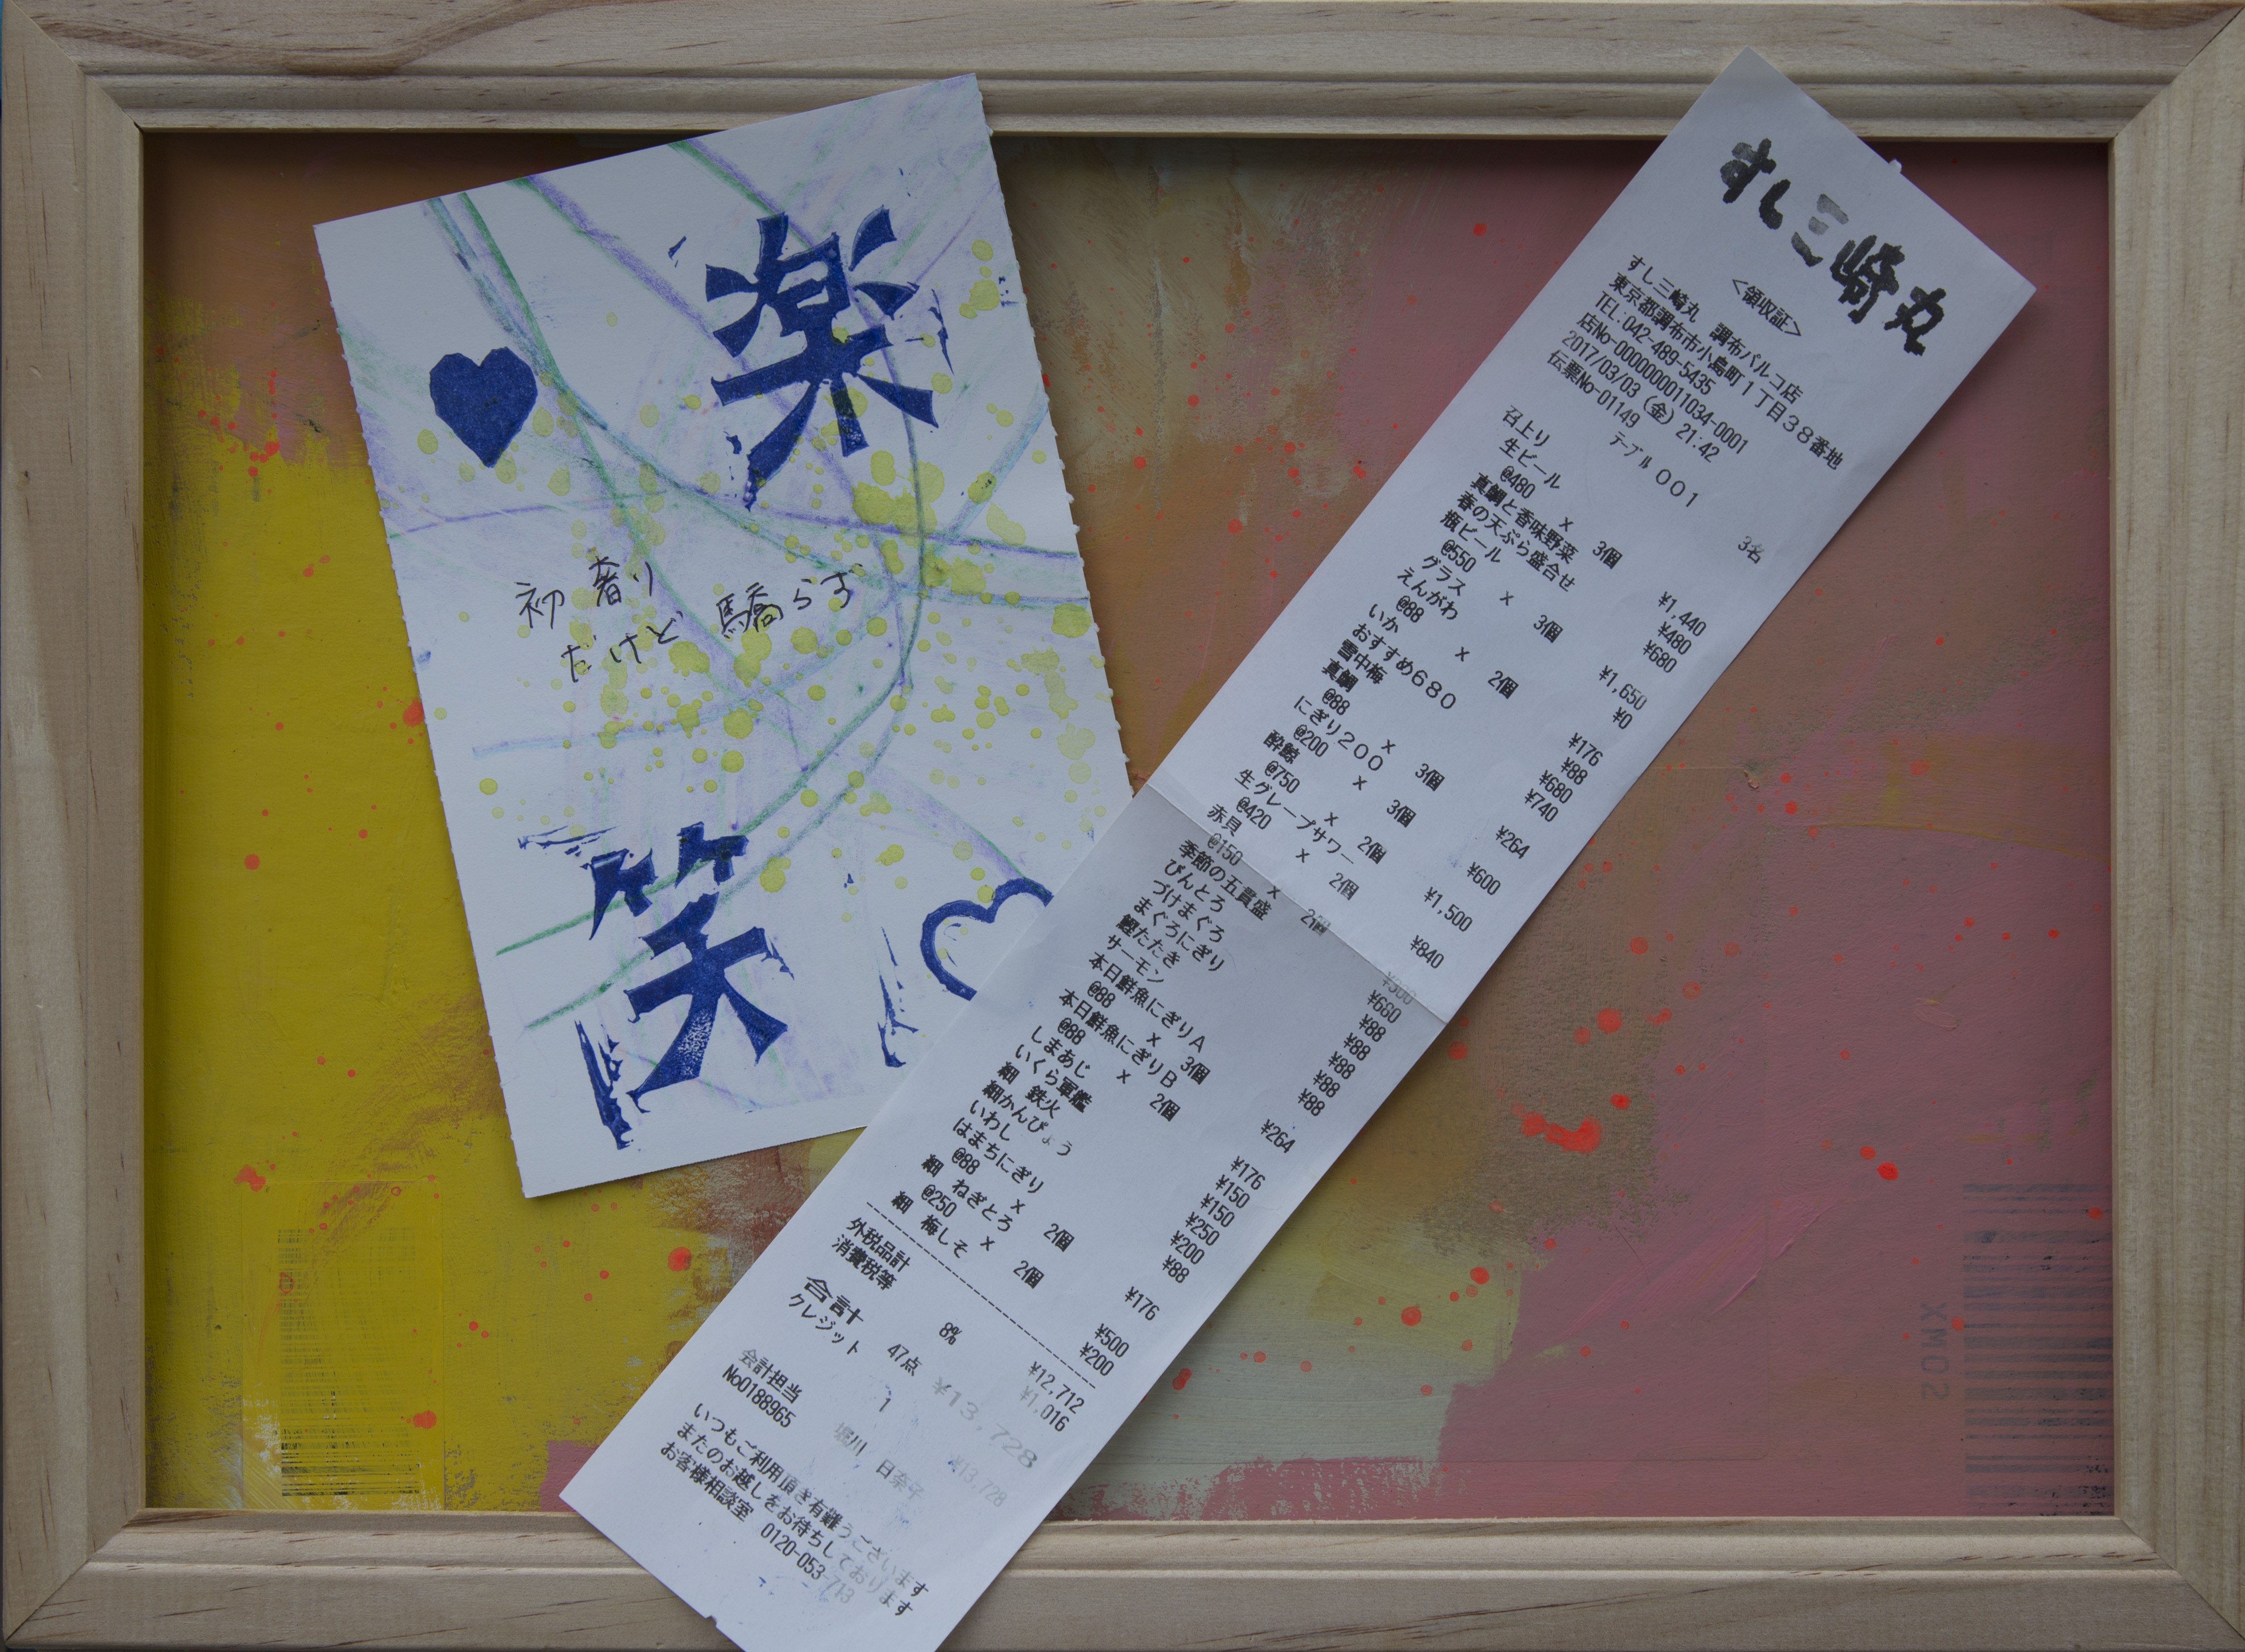 楽
初奢り
だけど 驕らず
笑
すし三崎丸
<領収証>
すし三崎丸 調布パルコ店
東京都調布市小島町1丁目38番地
TEL:042-489-5435
店No-0000000011034-0001
2017/03/03 (金) 21:42
伝票No-01149 テーブル 001 3名
召上り
生ビール
@480 x 3個 ¥1,440
真鯛と香味野菜 ¥480
春の天ぷら盛合せ ¥680
瓶ビール
@550 x 3個 ¥1,650
グラス ¥0
えんがわ
@88 x 2個 ¥176
いか ¥88
おすすめ680 ¥680
雪中梅 ¥740
真鯛
@88 x 3個 ¥264
にぎり200
@200 x 3個 ¥600
酔鯨
@750 x 2個 ¥1,500
生グレープサワー
@420 x 2個 ¥840
赤貝
@150 x 2個 ¥300
季節の五貫盛 ¥680
びんとろ ¥88
づけまぐろ ¥88
まぐろにぎり ¥88
鰹たたき ¥88
サーモン ¥88
本日鮮魚にぎりA
@88 x 3個 ¥264
本日鮮魚にぎりB
@88 x 2個 ¥176
しまあじ ¥150
いくら軍艦 ¥150
細 鉄火 ¥250
細かんぴょう ¥200
いわし ¥88
はまちにぎり
@88 x 2個 ¥176
細 ねぎとろ
@250 x 2個 ¥500
細 梅しそ ¥200
外税品計 ¥12,712
消費税等 8% ¥1,016
合計 47点 ¥13,728
クレジット 1 ¥13,728
会計担当 堀川 日奈子
No0188965
いつもご利用頂き有難うございます
またのお越しをお待ちしております
お客様相談室 0120-053-713
XM02